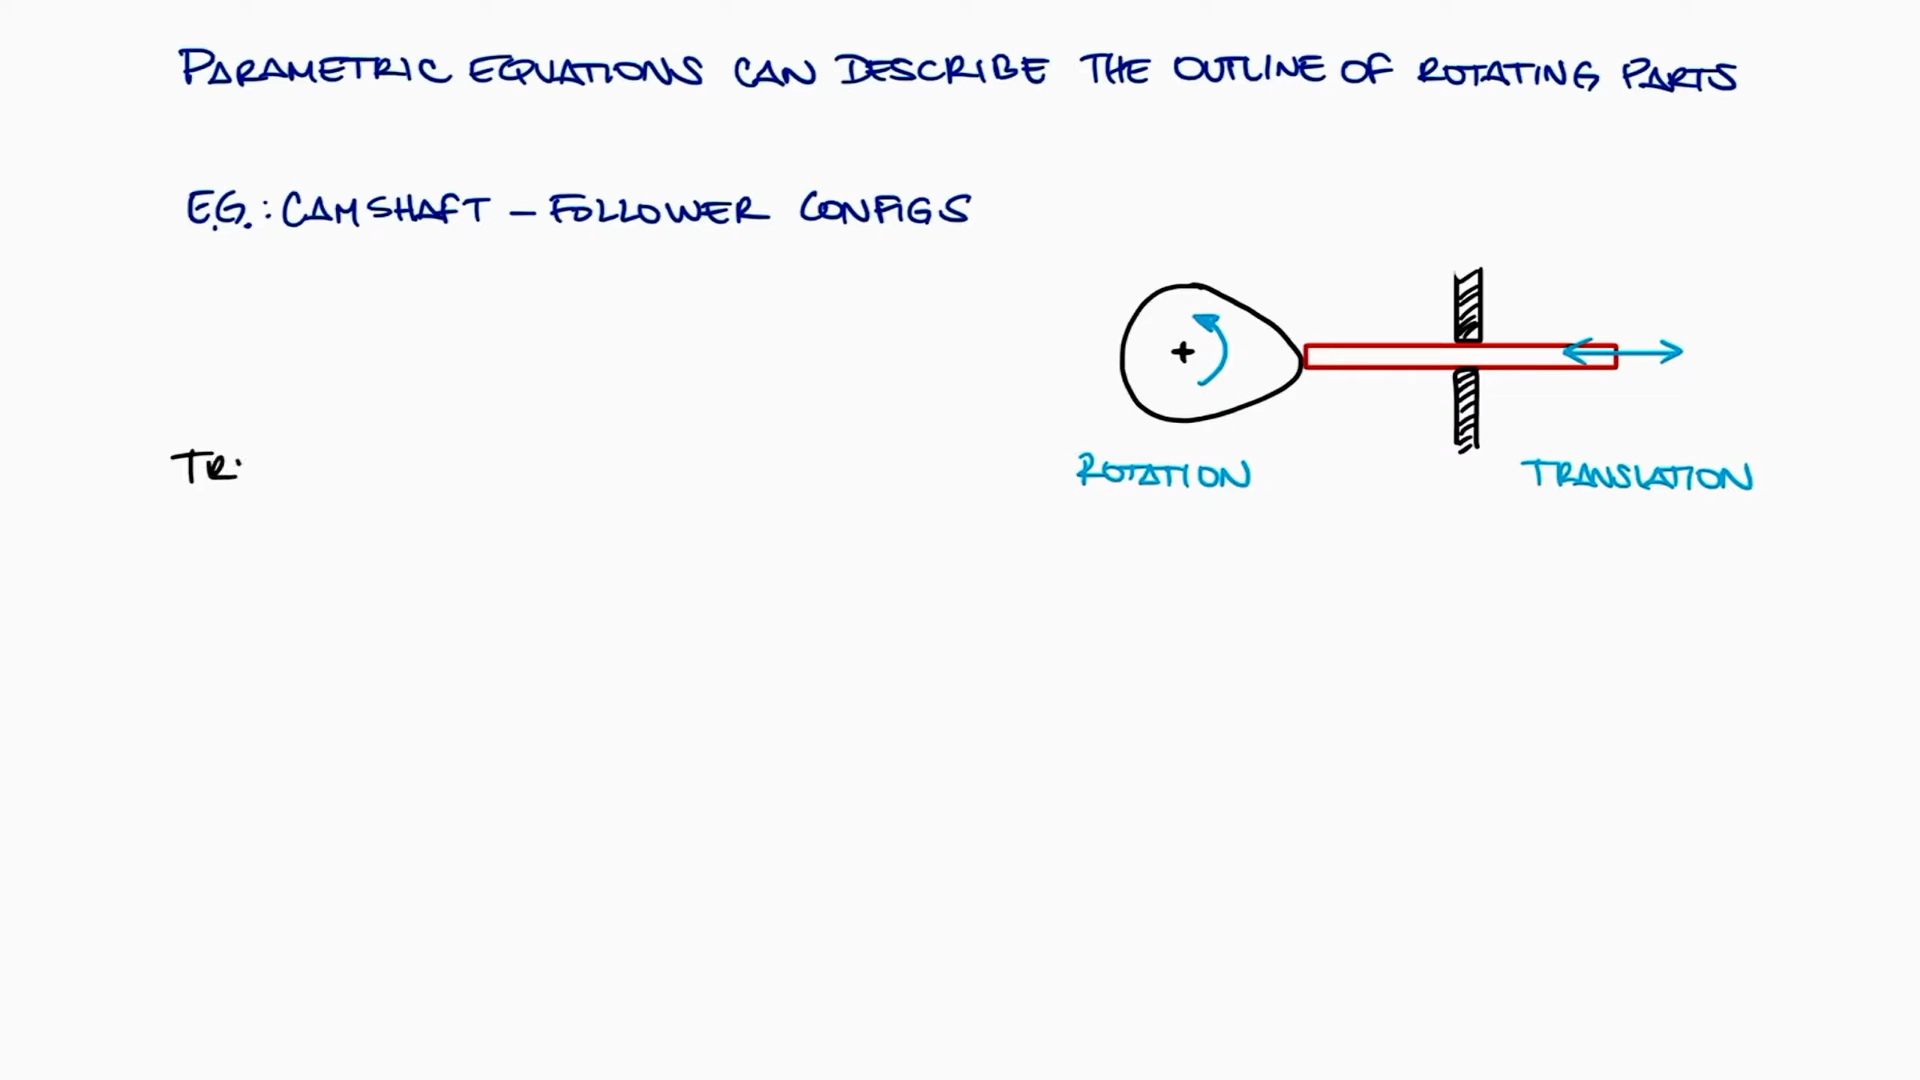 PARAMETRIC EQUATIONS CAN DESCRIBE THE OUTLINE OF ROTATING PARTS
E.G.: CAMSHAFT – FOLLOWER CONFIGS
ROTATION
TRANSLATION
TR